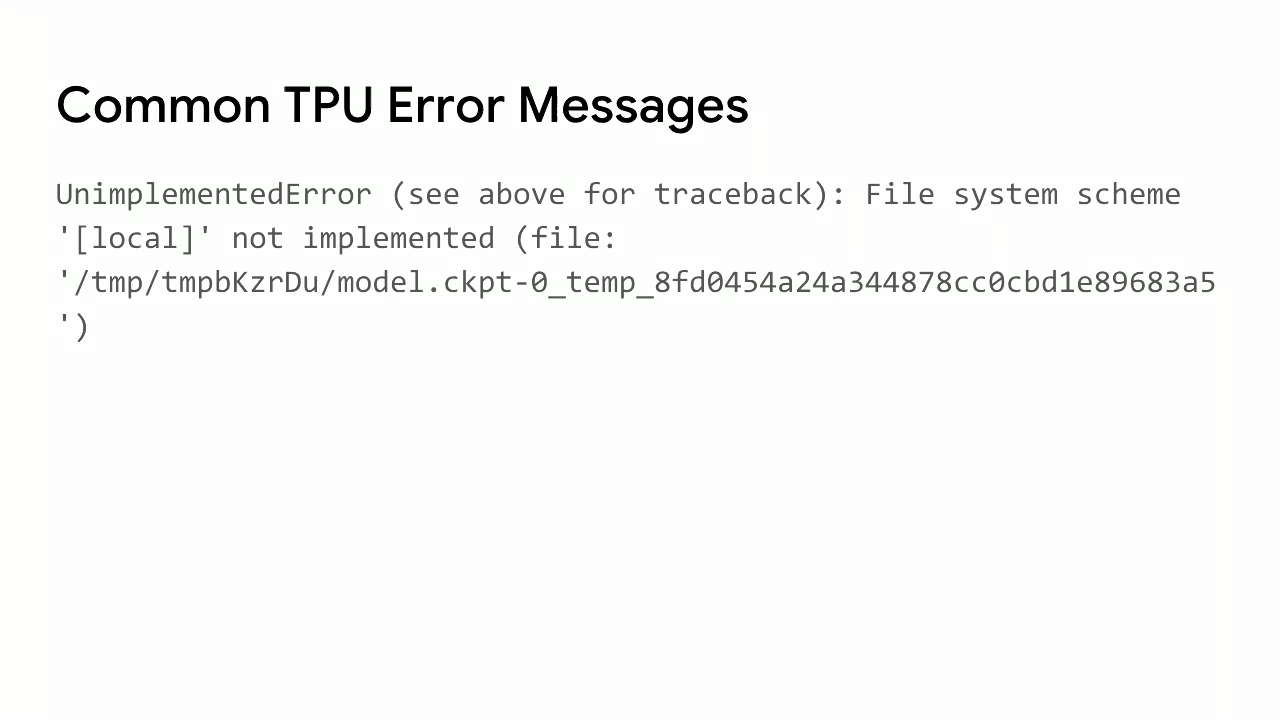 Common TPU Error Messages
UnimplementedError (see above for traceback): File system scheme
'[local]' not implemented (file:
'/tmp/tmpbKzrDu/model.ckpt-0_temp_8fd0454a24a344878cc0cbd1e89683a5
')